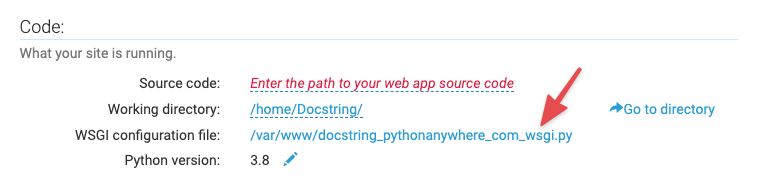 Code:
What your site is running.
Source code: Enter the path to your web app source code
Working directory: /home/Docstring/ Go to directory
WSGI configuration file: /var/www/docstring_pythonanywhere_com_wsgi.py
Python version: 3.8